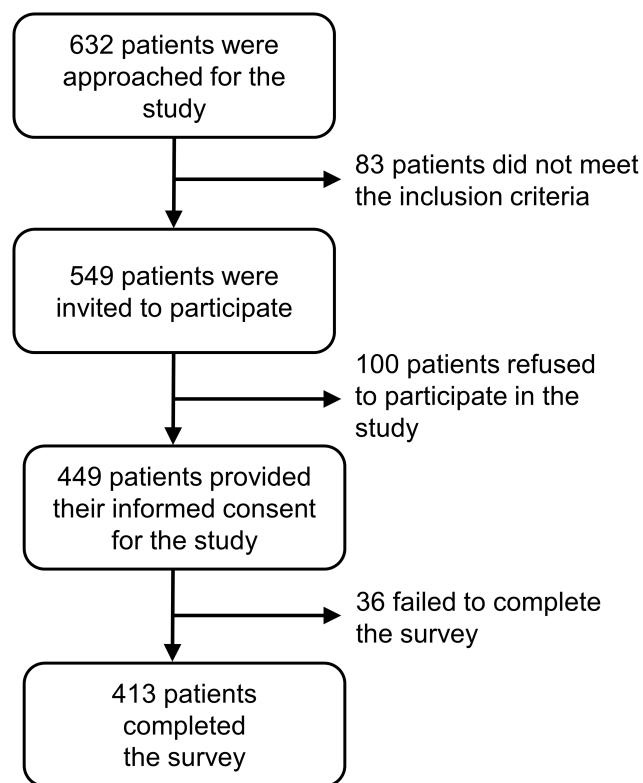 632 patients were
approached for the
study
83 patients did not meet
the inclusion criteria
549 patients were
invited to participate
100 patients refused
to participate in the
study
449 patients provided
their informed consent
for the study
36 failed to complete
the survey
413 patients
completed
the survey